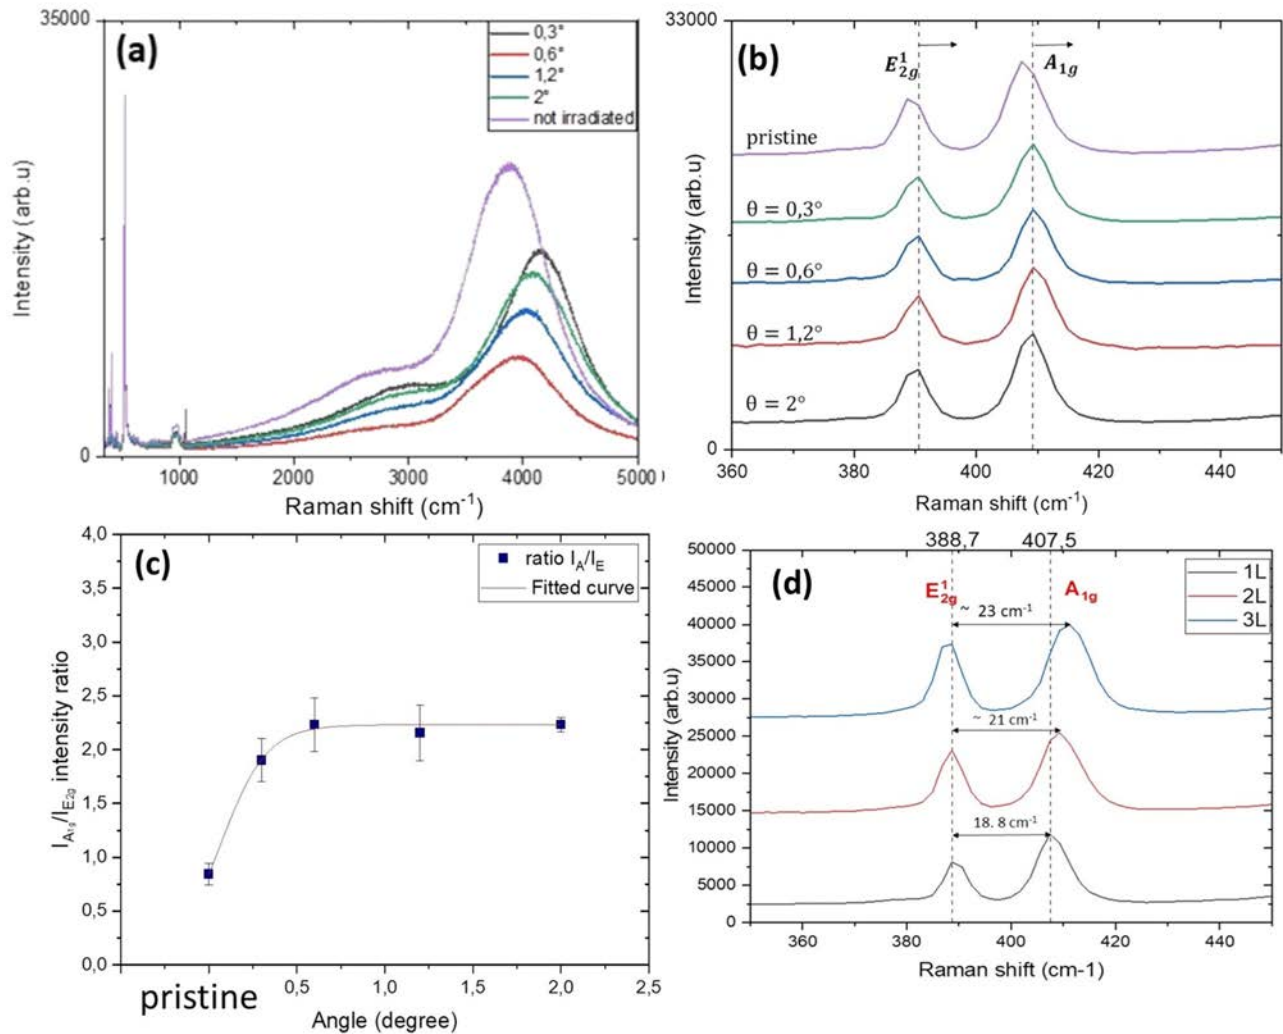 35000
(a)
0,3°
0,6°
1,2°
2°
not irradiated
Intensity (arb.u)
0
1000
2000
3000
4000
5000
Raman shift (cm-1)
33000
(b)
E12g
A1g
pristine
θ = 0,3°
θ = 0,6°
θ = 1,2°
θ = 2°
Intensity (arb.u)
0
360
380
400
420
440
Raman shift (cm-1)
4,0
3,5
3,0
2,5
2,0
1,5
1,0
0,5
0,0
(c)
ratio IA/IE
Fitted curve
IA1g/IE2g intensity ratio
pristine
0,5
1,0
1,5
2,0
2,5
Angle (degree)
388,7
407,5
50000
45000
40000
35000
30000
25000
20000
15000
10000
5000
0
(d)
E12g
A1g
1L
2L
3L
~ 23 cm-1
~ 21 cm-1
18. 8 cm-1
Intensity (arb.u)
360
380
400
420
440
Raman shift (cm-1)